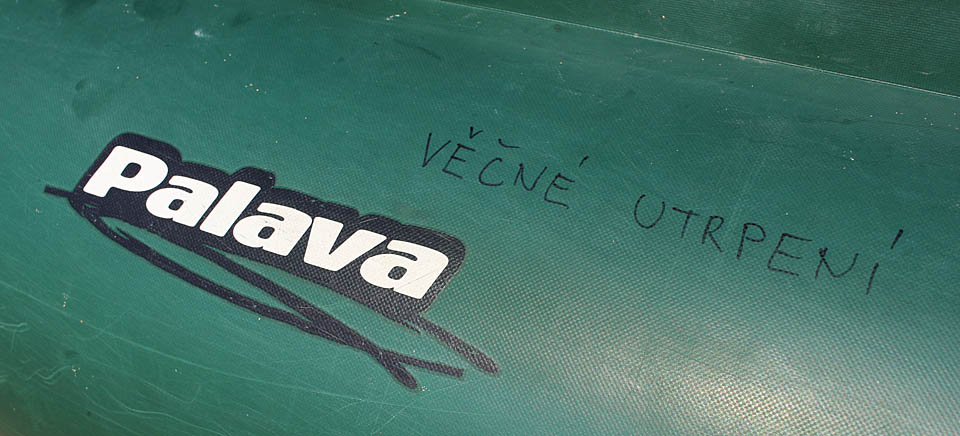 Palava
VĚČNÉ UTRPENÍ